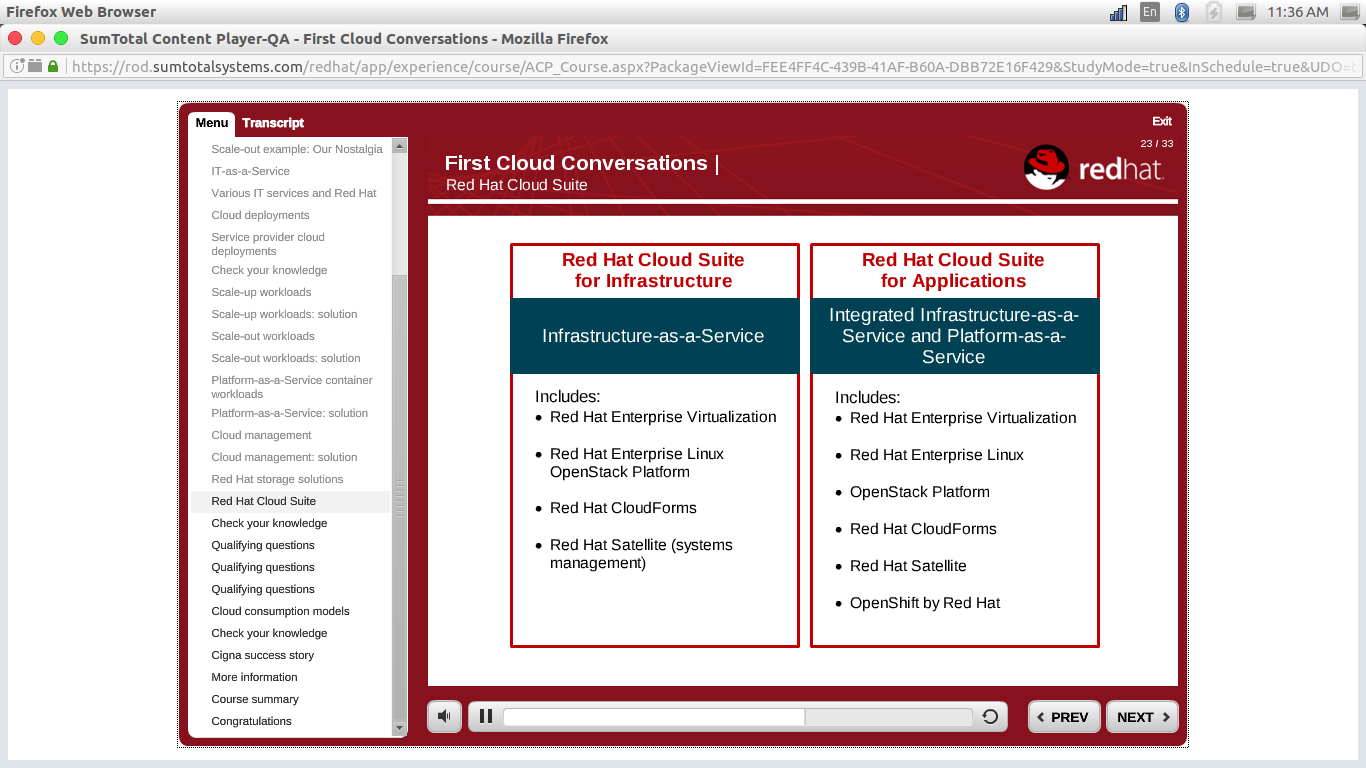 Firefox Web Browser
En
11:36 AM
SumTotal Content Player-QA - First Cloud Conversations - Mozilla Firefox
https://rod.sumtotalsystems.com/redhat/app/experience/course/ACP_Course.aspx?PackageViewId=FEE4FF4C-439B-41AF-B60A-DBB72E16F429&StudyMode=true&InSchedule=true&UDO=
Menu
Transcript
Exit
Scale-out example: Our Nostalgia
IT-as-a-Service
Various IT services and Red Hat
Cloud deployments
Service provider cloud
deployments
Check your knowledge
Scale-up workloads
Scale-up workloads: solution
Scale-out workloads
Scale-out workloads: solution
Platform-as-a-Service container
workloads
Platform-as-a-Service: solution
Cloud management
Cloud management: solution
Red Hat storage solutions
Red Hat Cloud Suite
Check your knowledge
Qualifying questions
Qualifying questions
Qualifying questions
Cloud consumption models
Check your knowledge
Cigna success story
More information
Course summary
Congratulations
23 / 33
First Cloud Conversations |
Red Hat Cloud Suite
redhat.
Red Hat Cloud Suite
for Infrastructure
Infrastructure-as-a-Service
Includes:
• Red Hat Enterprise Virtualization
• Red Hat Enterprise Linux
OpenStack Platform
• Red Hat CloudForms
• Red Hat Satellite (systems
management)
Red Hat Cloud Suite
for Applications
Integrated Infrastructure-as-a-
Service and Platform-as-a-
Service
Includes:
• Red Hat Enterprise Virtualization
• Red Hat Enterprise Linux
• OpenStack Platform
• Red Hat CloudForms
• Red Hat Satellite
• OpenShift by Red Hat
PREV
NEXT